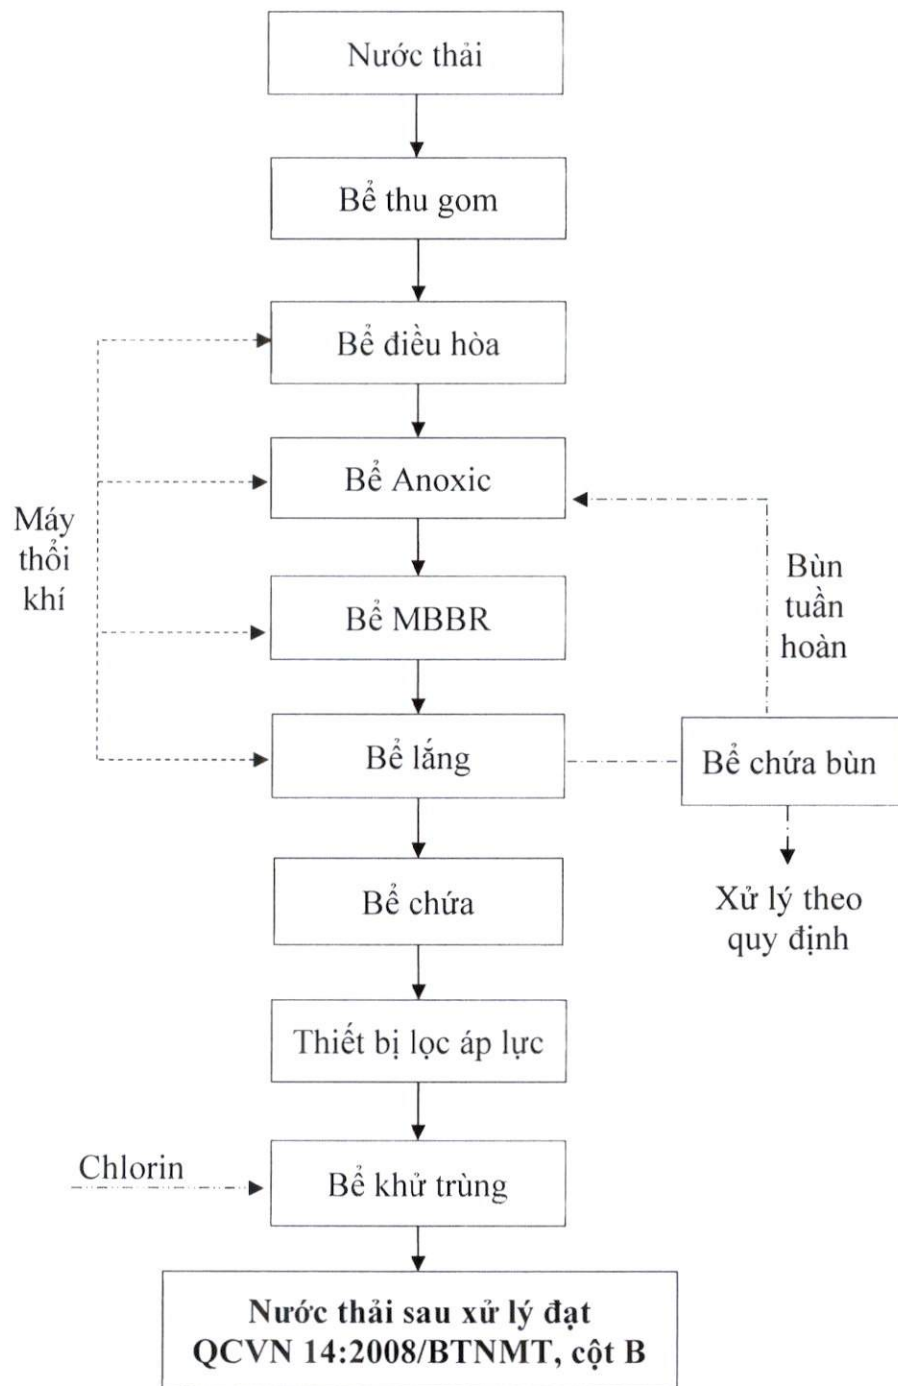 Nước thải
Bể thu gom
Bể điều hòa
Bể Anoxic
Máy
thổi
khí
Bùn
tuần
hoàn
Bể MBBR
Bể lắng
Bể chứa bùn
Bể chứa
Xử lý theo
quy định
Thiết bị lọc áp lực
Chlorin
Bể khử trùng
Nước thải sau xử lý đạt
QCVN 14:2008/BTNMT, cột B